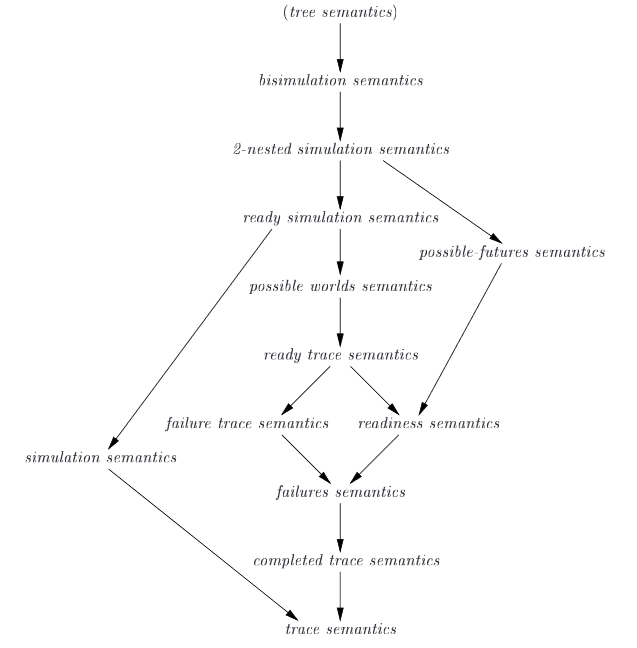 (tree semantics)
bisimulation semantics
2-nested simulation semantics
ready simulation semantics
possible-futures semantics
possible worlds semantics
ready trace semantics
failure trace semantics
readiness semantics
simulation semantics
failures semantics
completed trace semantics
trace semantics